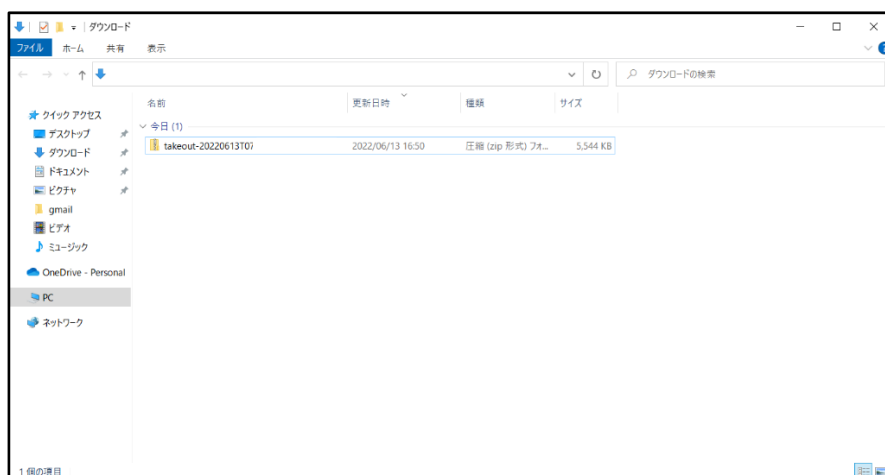 ダウンロード
ファイル ホーム 共有 表示
ダウンロードの検索
名前 更新日時 種類 サイズ
クイック アクセス
今日 (1)
デスクトップ
takeout-20220613T07 2022/06/13 16:50 圧縮 (zip 形式) フォ... 5,544 KB
ダウンロード
ドキュメント
ピクチャ
gmail
ビデオ
ミュージック
OneDrive - Personal
PC
ネットワーク
1 個の項目